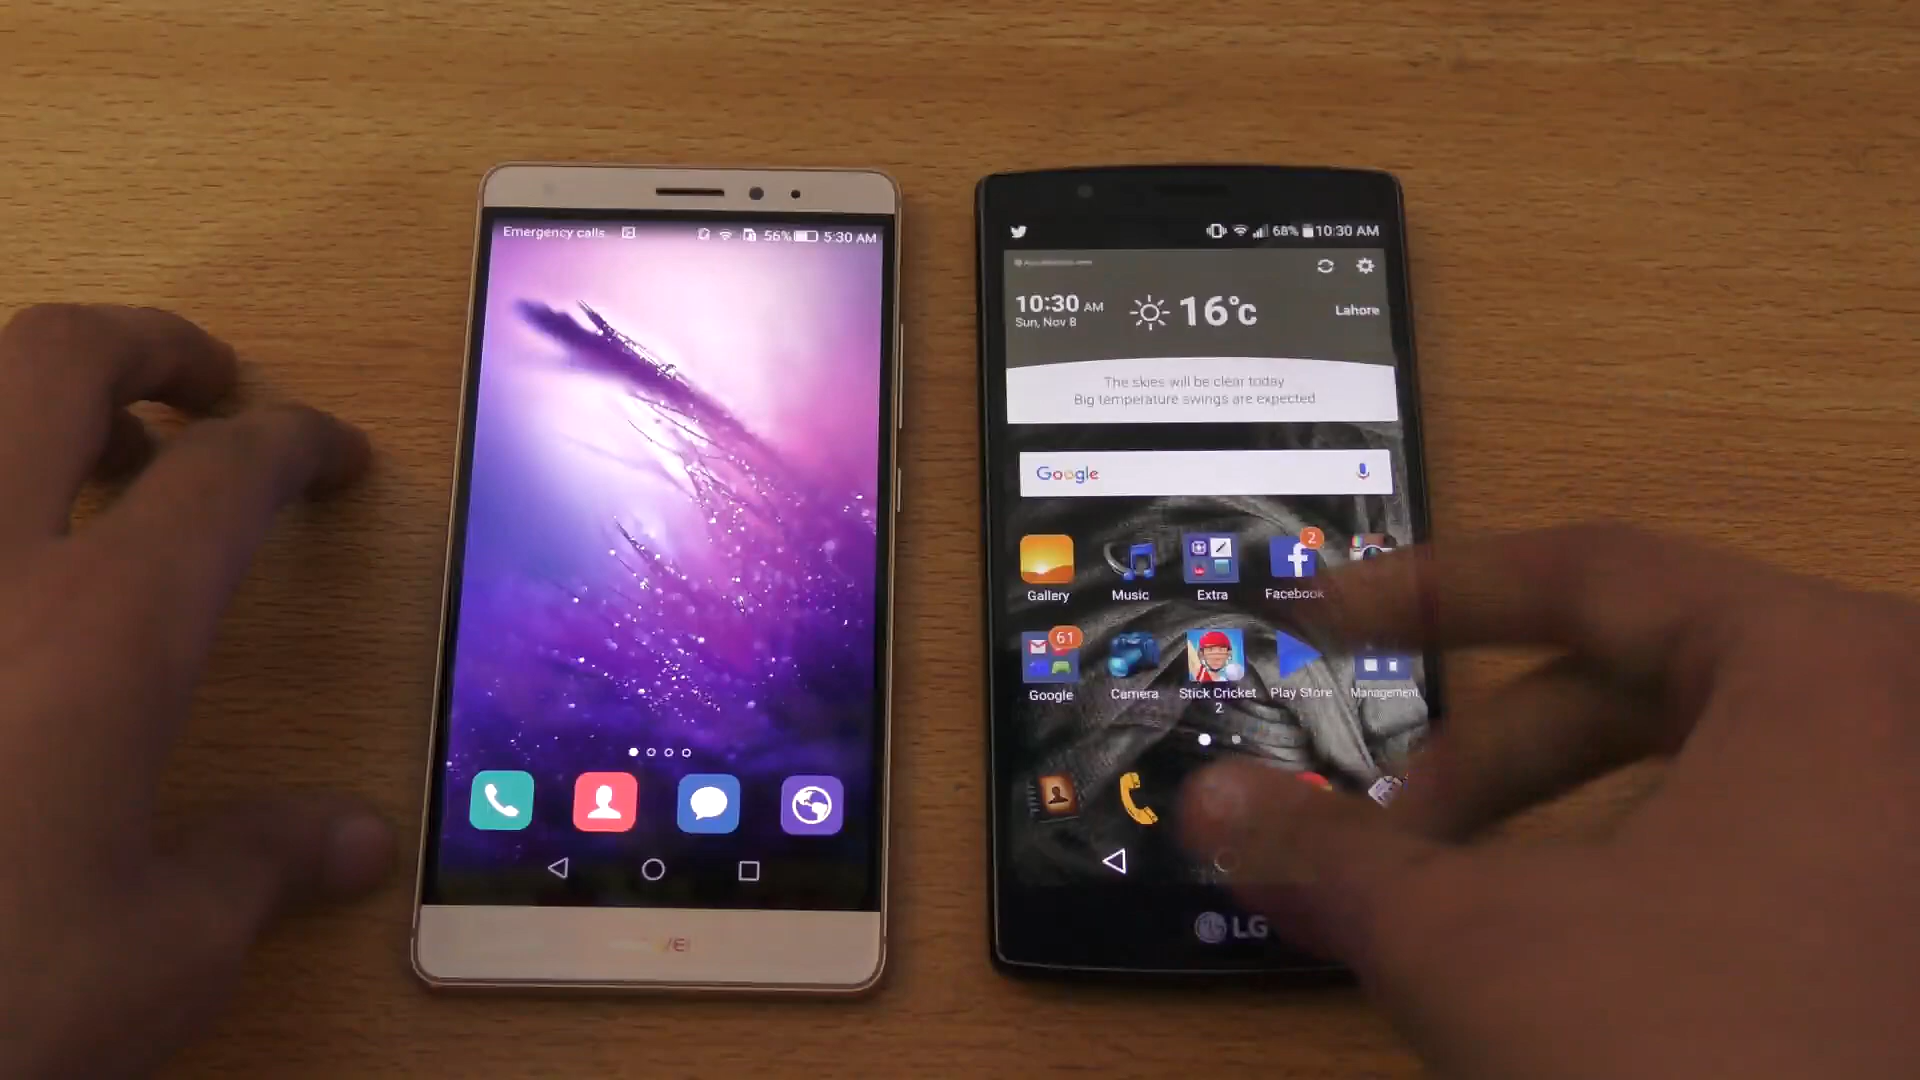 Emergency calls
56%
5:30 AM
68%
10:30 AM
10:30 AM
Sun, Nov 8
16°C
Lahore
The skies will be clear today
Big temperature swings are expected
Google
2
Gallery
Music
Extra
Facebook
61
Google
Camera
Stick Cricket
2
Play Store
Management
LG